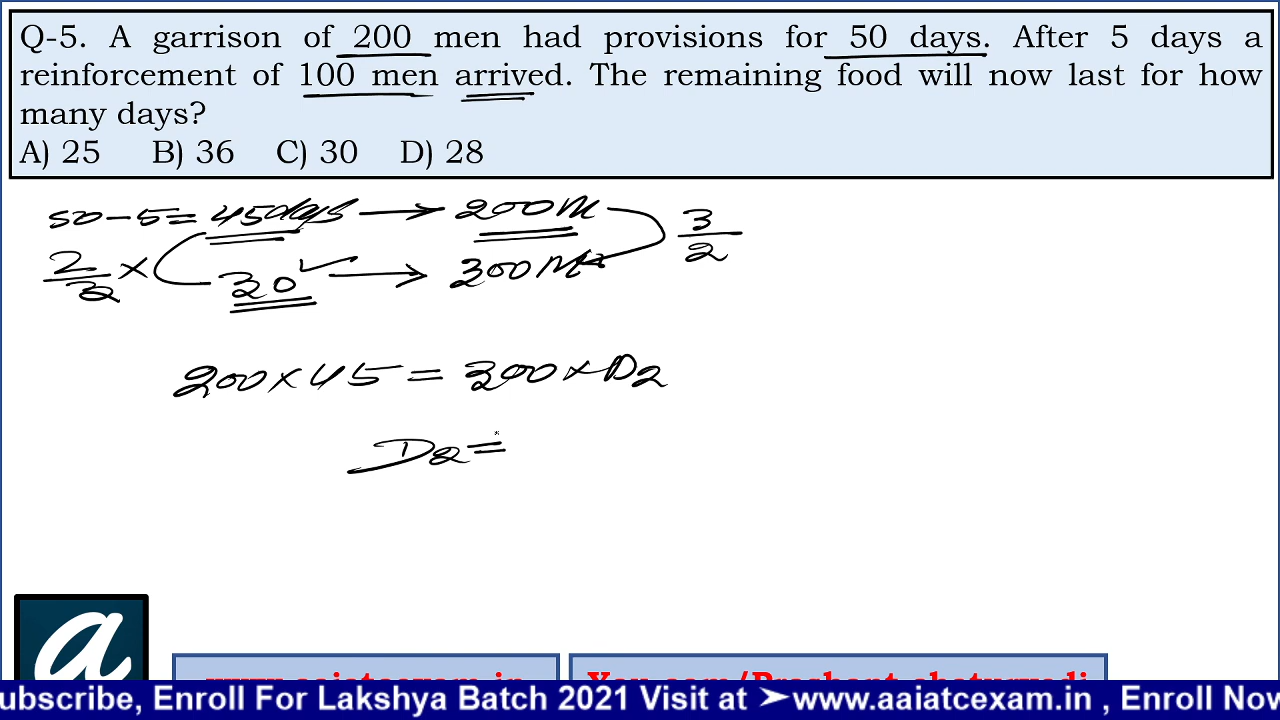 Q-5. A garrison of 200 men had provisions for 50 days. After 5 days a
reinforcement of 100 men arrived. The remaining food will now last for how
many days?
A) 25 B) 36 C) 30 D) 28
50-5=45days → 200M 3/2
2/3 × 30 ✓ → 300M
200×45=300×D2
D2=
a
www.aaiatcexam.in
ubscribe, Enroll For Lakshya Batch 2021 Visit at ➤www.aaiatcexam.in , Enroll Now